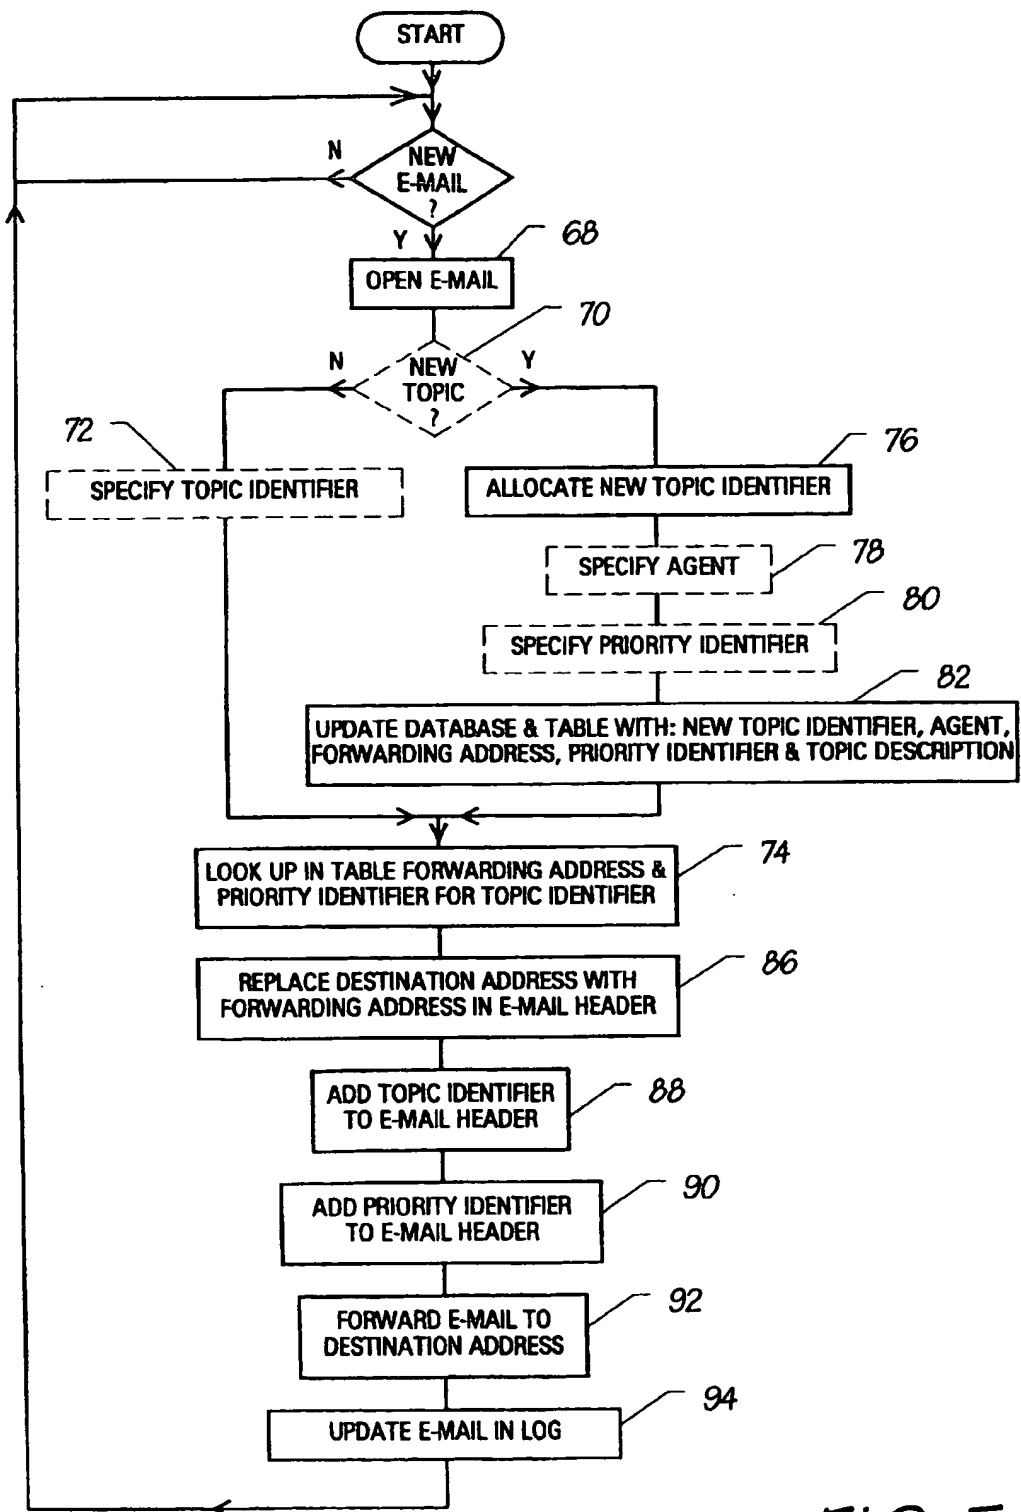 START
N
NEW
E-MAIL
?
Y
68
OPEN E-MAIL
70
N
NEW
TOPIC
?
Y
72
76
SPECIFY TOPIC IDENTIFIER
ALLOCATE NEW TOPIC IDENTIFIER
SPECIFY AGENT
78
80
SPECIFY PRIORITY IDENTIFIER
82
UPDATE DATABASE & TABLE WITH: NEW TOPIC IDENTIFIER, AGENT,
FORWARDING ADDRESS, PRIORITY IDENTIFIER & TOPIC DESCRIPTION
74
LOOK UP IN TABLE FORWARDING ADDRESS &
PRIORITY IDENTIFIER FOR TOPIC IDENTIFIER
86
REPLACE DESTINATION ADDRESS WITH
FORWARDING ADDRESS IN E-MAIL HEADER
88
ADD TOPIC IDENTIFIER
TO E-MAIL HEADER
90
ADD PRIORITY IDENTIFIER
TO E-MAIL HEADER
92
FORWARD E-MAIL TO
DESTINATION ADDRESS
94
UPDATE E-MAIL IN LOG